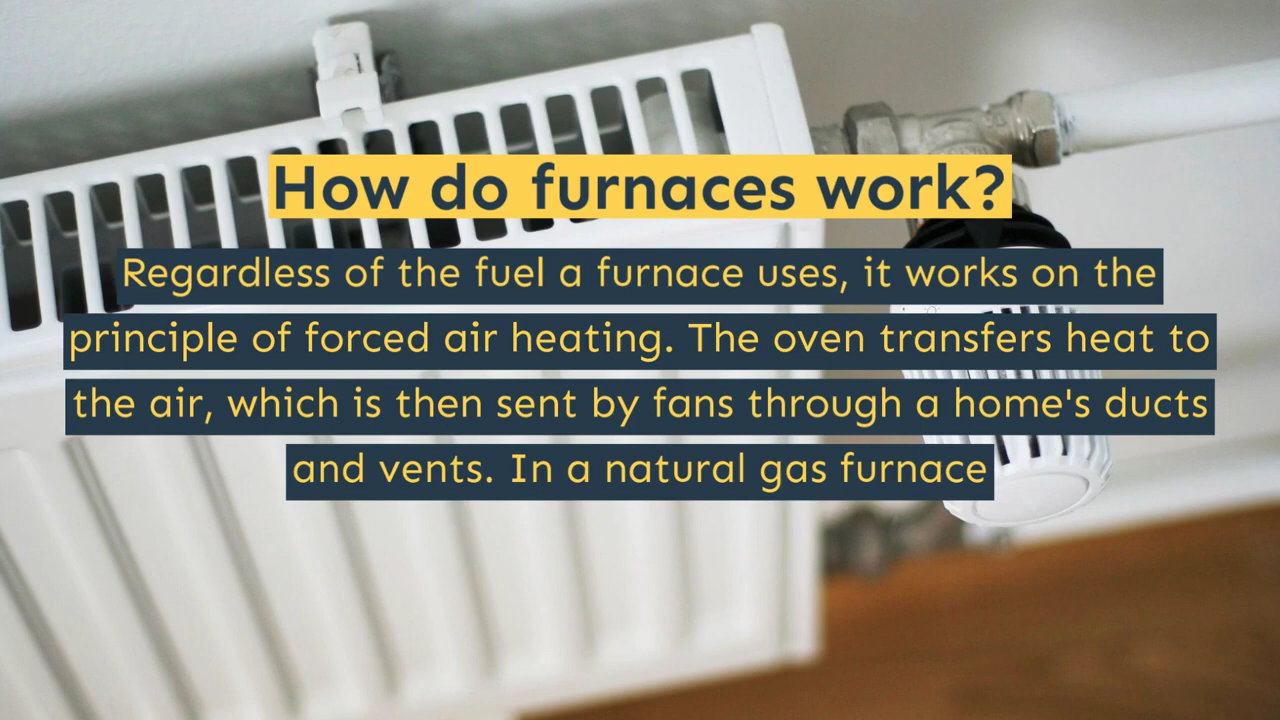 How do furnaces work?
Regardless of the fuel a furnace uses, it works on the
principle of forced air heating. The oven transfers heat to
the air, which is then sent by fans through a home's ducts
and vents. In a natural gas furnace